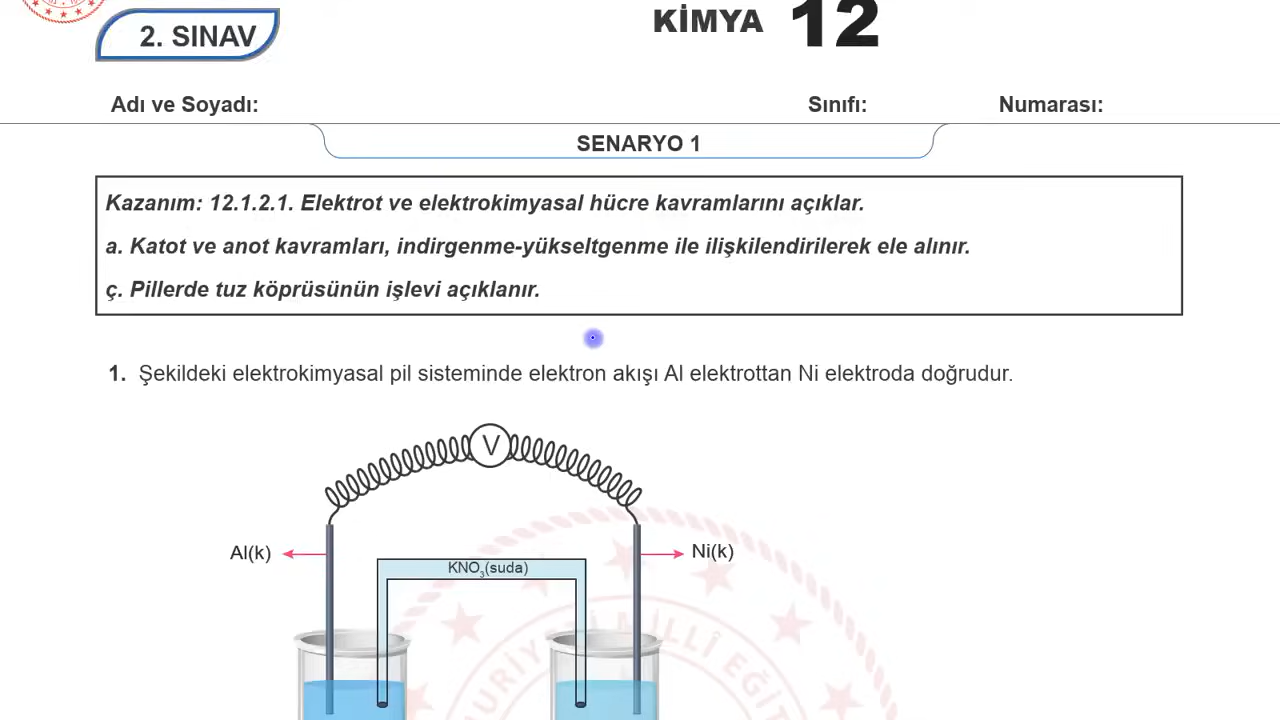 KİMYA 12
2. SINAV
Adı ve Soyadı: Sınıfı: Numarası:
SENARYO 1
Kazanım: 12.1.2.1. Elektrot ve elektrokimyasal hücre kavramlarını açıklar.
a. Katot ve anot kavramları, indirgenme-yükseltgenme ile ilişkilendirilerek ele alınır.
ç. Pillerde tuz köprüsünün işlevi açıklanır.
1. Şekildeki elektrokimyasal pil sisteminde elektron akışı Al elektrottan Ni elektroda doğrudur.
V
Al(k) Ni(k)
KNO₃(suda)
MİLLÎ